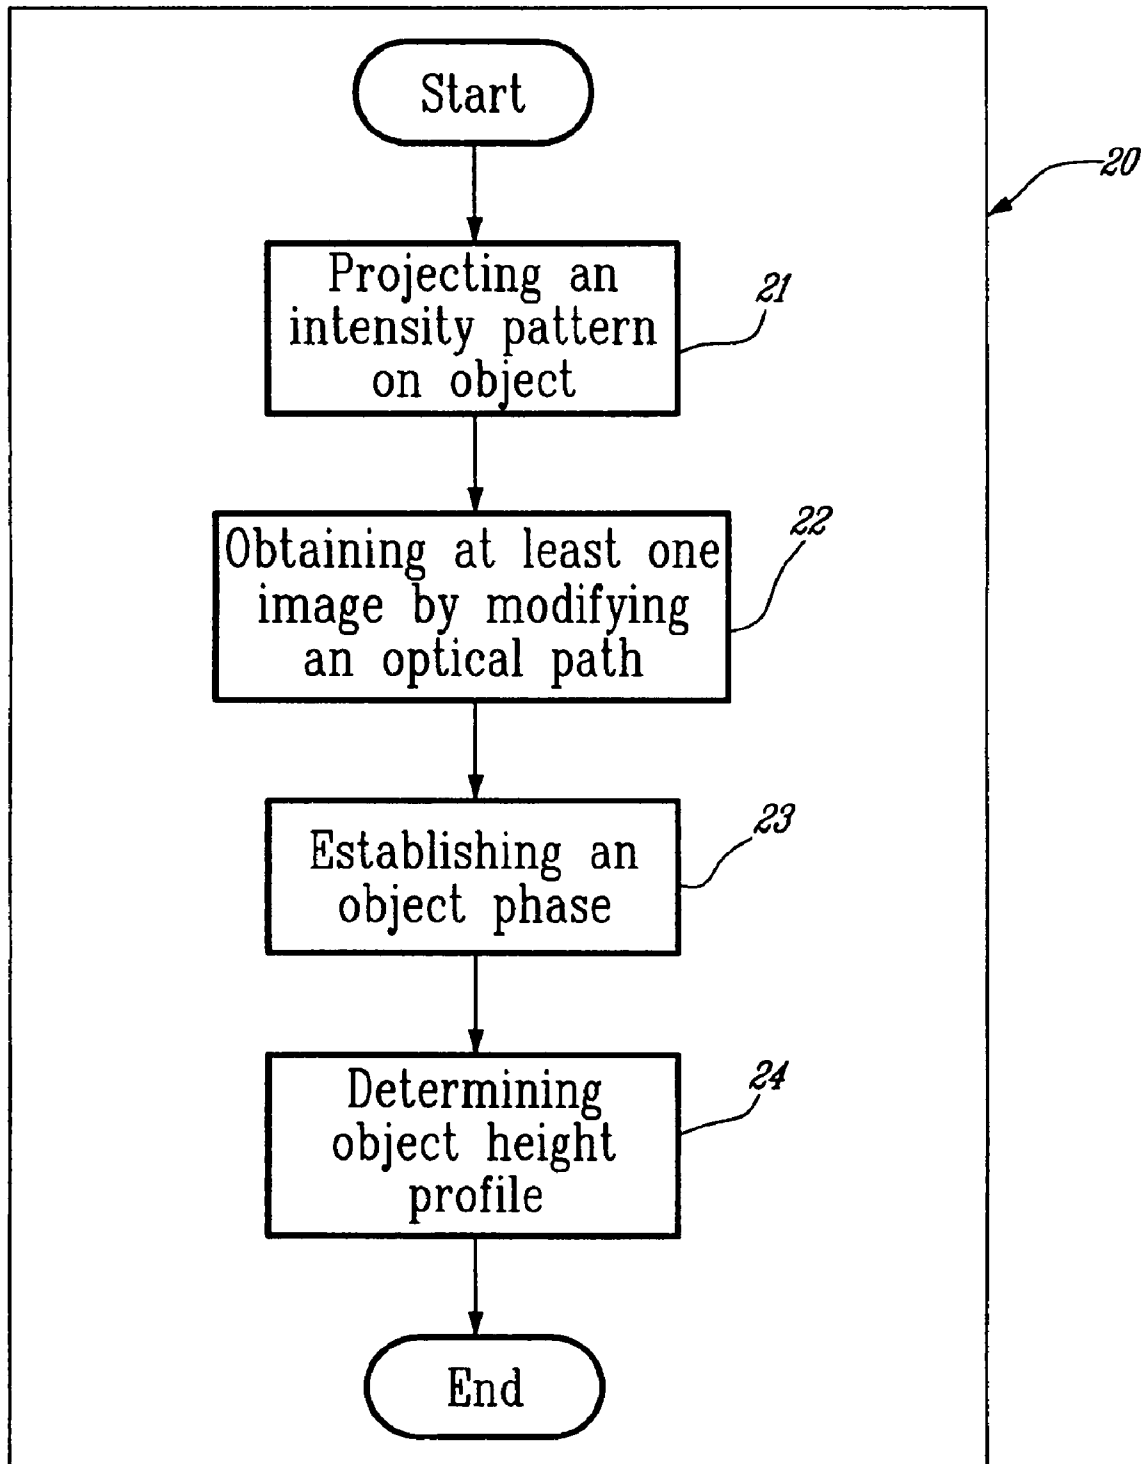 Start
20
Projecting an
intensity pattern
on object
21
Obtaining at least one
image by modifying
an optical path
22
Establishing an
object phase
23
Determining
object height
profile
24
End